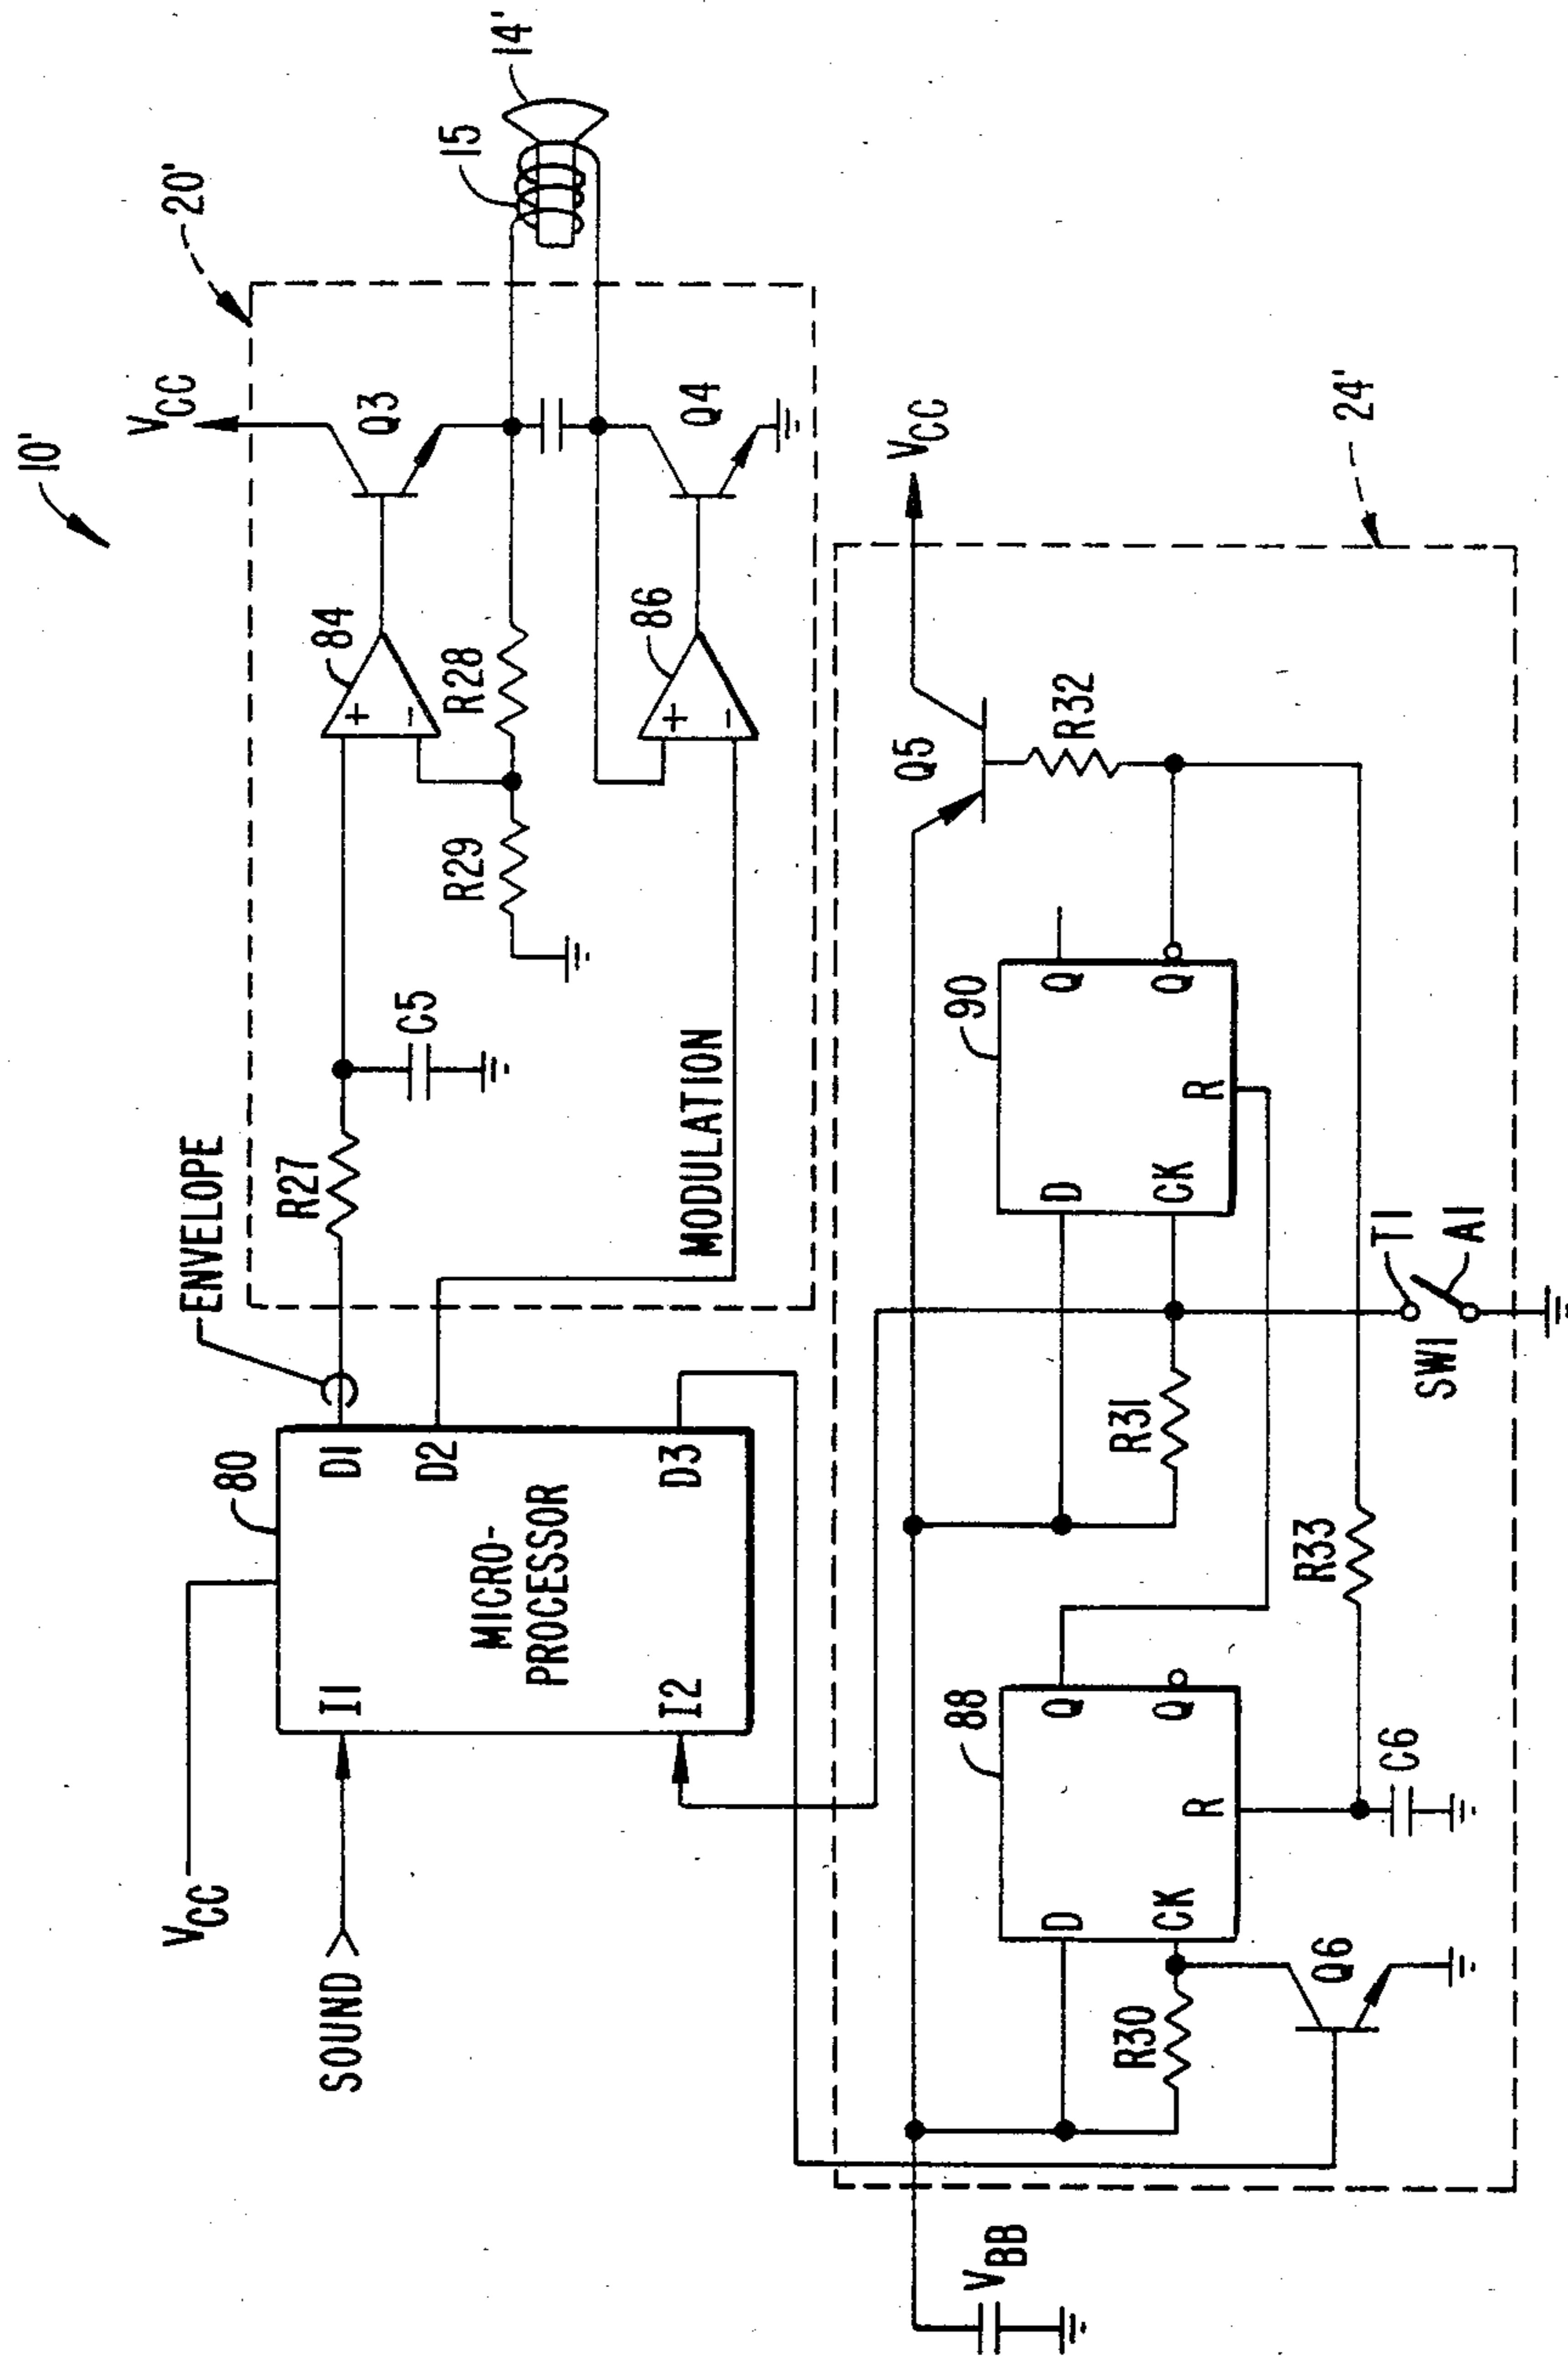 10'
20'
VCC
VCC
ENVELOPE
80
R27
84
Q3
15
14'
SOUND
I1
D1
C5
+
-
D2
R29
R28
MICRO-
PROCESSOR
86
Q4
I2
D3
MODULATION
+
-
VBB
88
90
Q5
VCC
D
Q
R31
D
Q
R32
R30
CK
R
Q
CK
R
Q
Q6
C6
R33
T1
SW1
A1
24'